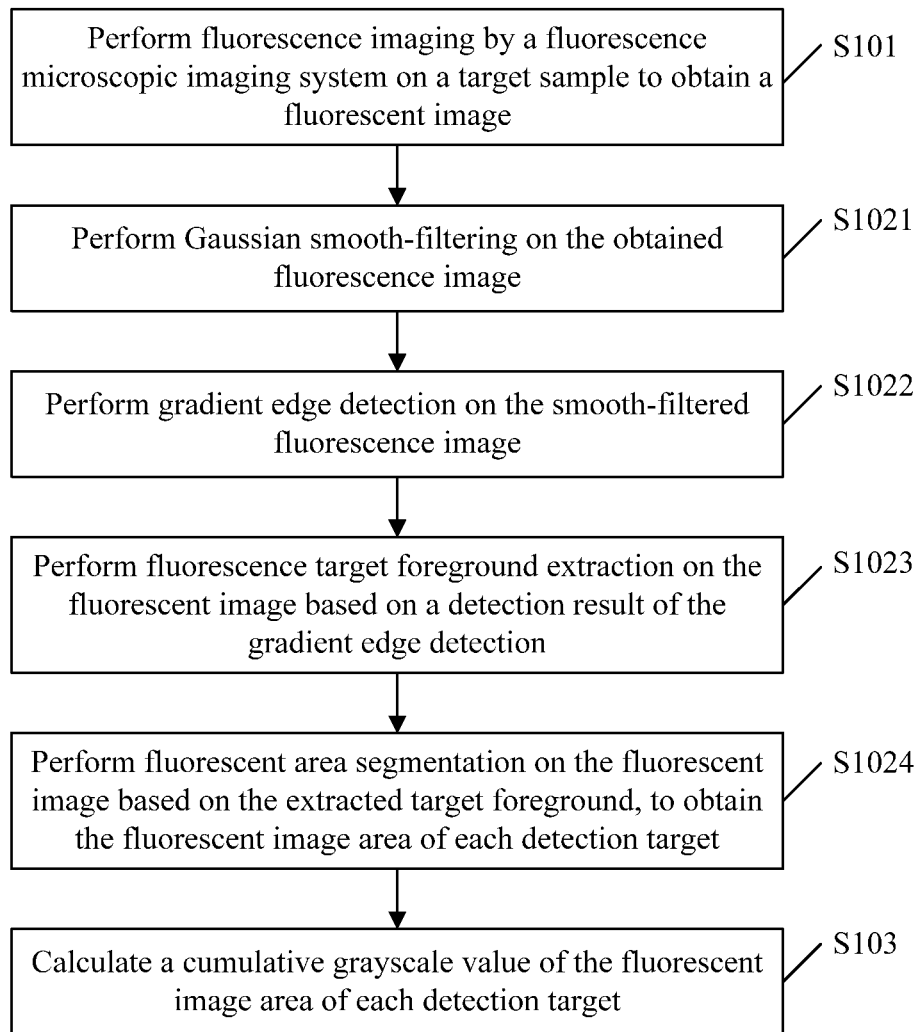 Perform fluorescence imaging by a fluorescence
microscopic imaging system on a target sample to obtain a
fluorescent image
S101
Perform Gaussian smooth-filtering on the obtained
fluorescence image
S1021
Perform gradient edge detection on the smooth-filtered
fluorescence image
S1022
Perform fluorescence target foreground extraction on the
fluorescent image based on a detection result of the
gradient edge detection
S1023
Perform fluorescent area segmentation on the fluorescent
image based on the extracted target foreground, to obtain
the fluorescent image area of each detection target
S1024
Calculate a cumulative grayscale value of the fluorescent
image area of each detection target
S103